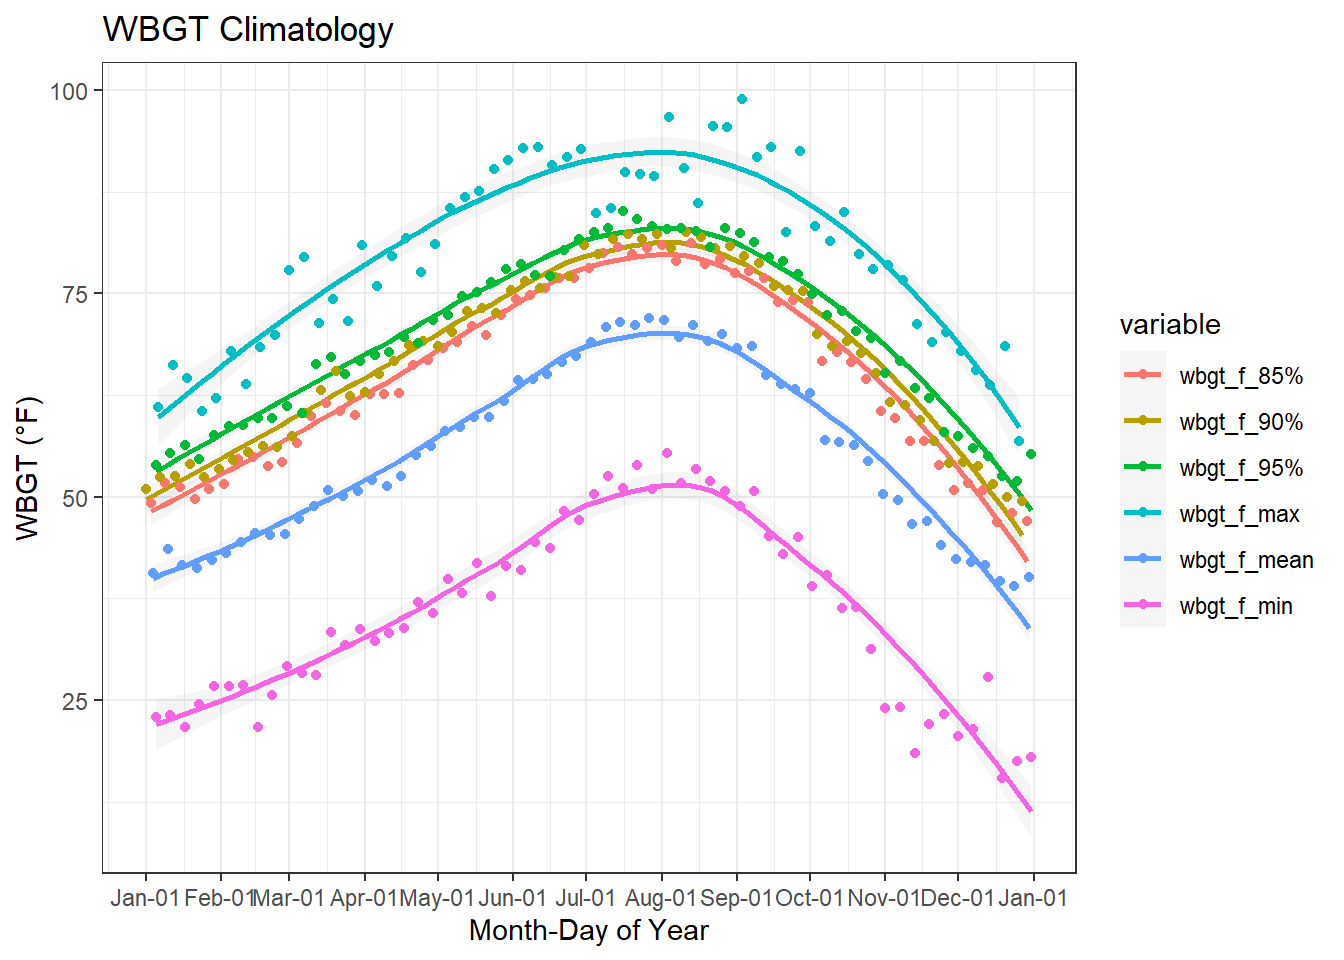 WBGT Climatology
100
75
50
25
WBGT (°F)
Jan-01 Feb-01 Mar-01 Apr-01 May-01 Jun-01 Jul-01 Aug-01 Sep-01 Oct-01 Nov-01 Dec-01 Jan-01
Month-Day of Year
variable
wbgt_f_85%
wbgt_f_90%
wbgt_f_95%
wbgt_f_max
wbgt_f_mean
wbgt_f_min